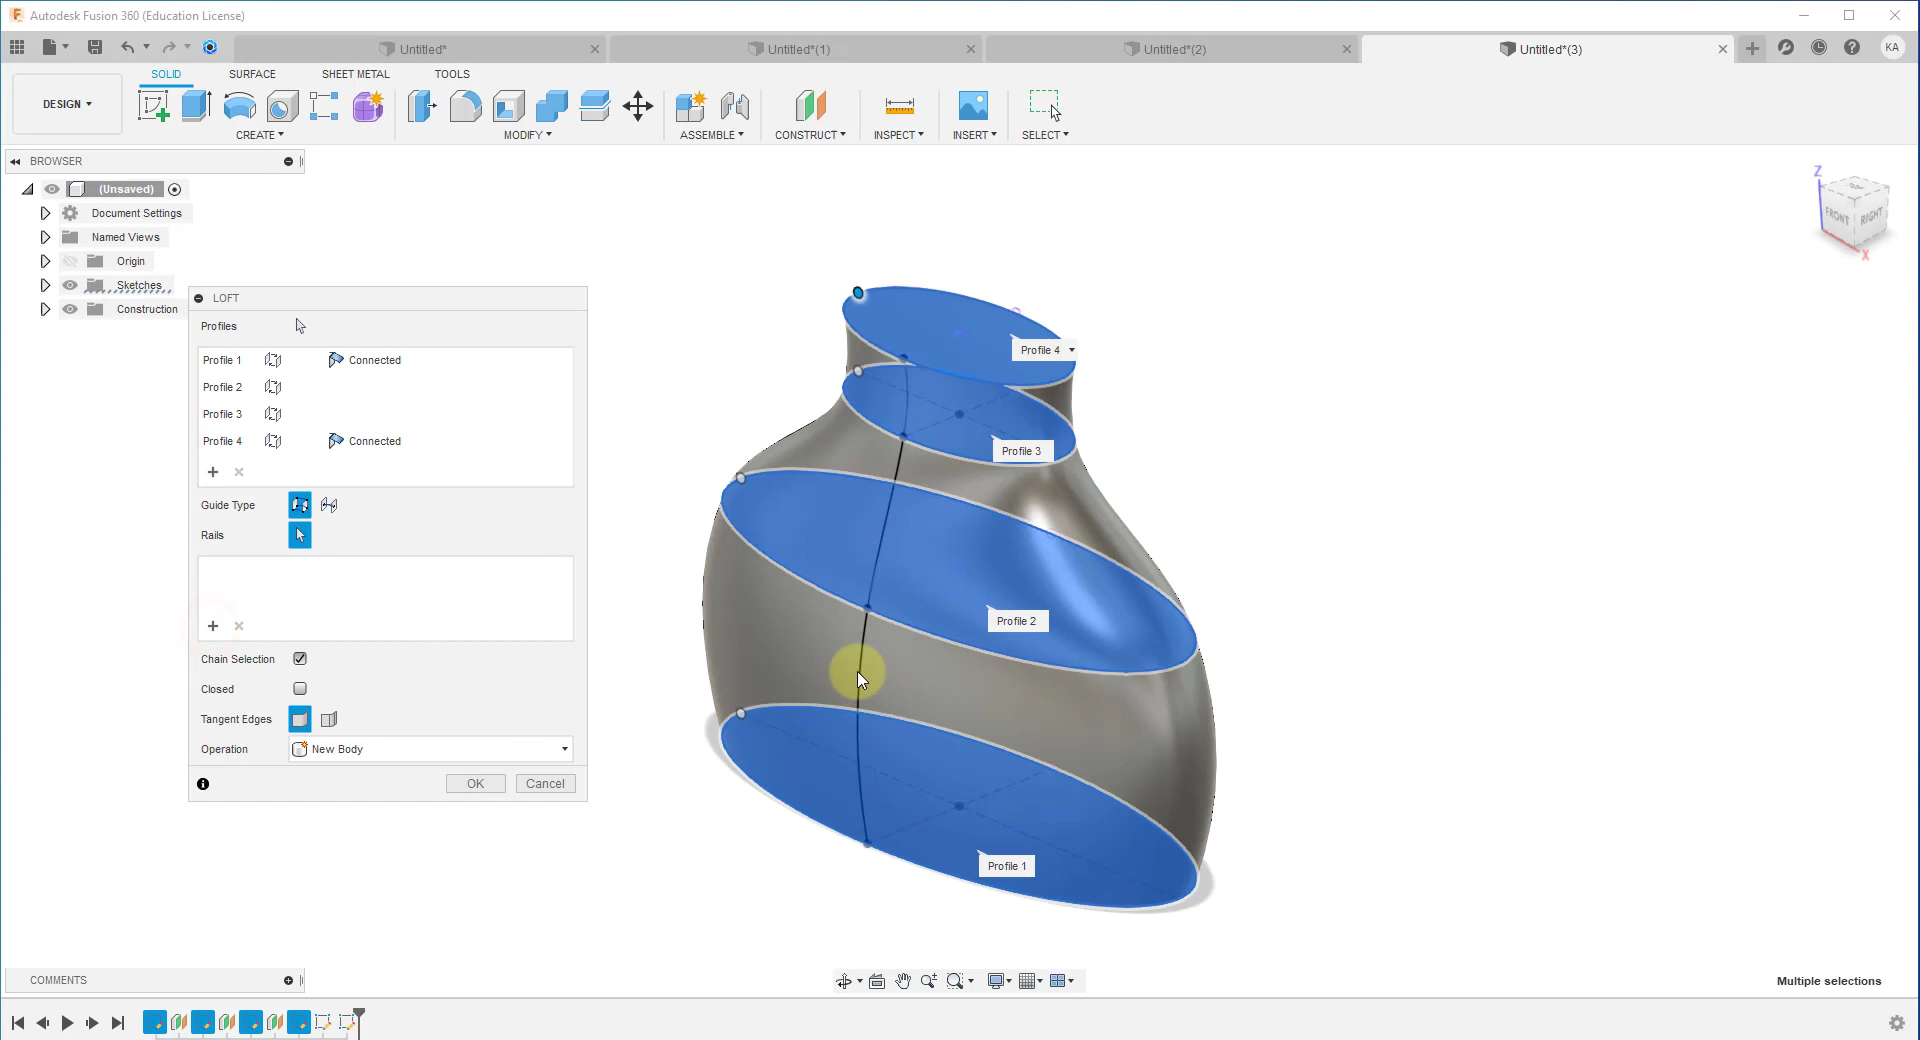 Autodesk Fusion 360 (Education License)
Untitled*
Untitled*(1)
Untitled*(2)
Untitled*(3)
KA
DESIGN
SOLID
SURFACE
SHEET METAL
TOOLS
CREATE
MODIFY
ASSEMBLE
CONSTRUCT
INSPECT
INSERT
SELECT
BROWSER
(Unsaved)
Document Settings
Named Views
Origin
Sketches
Construction
LOFT
Profiles
Profile 1 Connected
Profile 2
Profile 3
Profile 4 Connected
Guide Type
Rails
Chain Selection
Closed
Tangent Edges
Operation New Body
OK Cancel
Profile 4
Profile 3
Profile 2
Profile 1
Z
TOP
FRONT
RIGHT
X
COMMENTS
Multiple selections